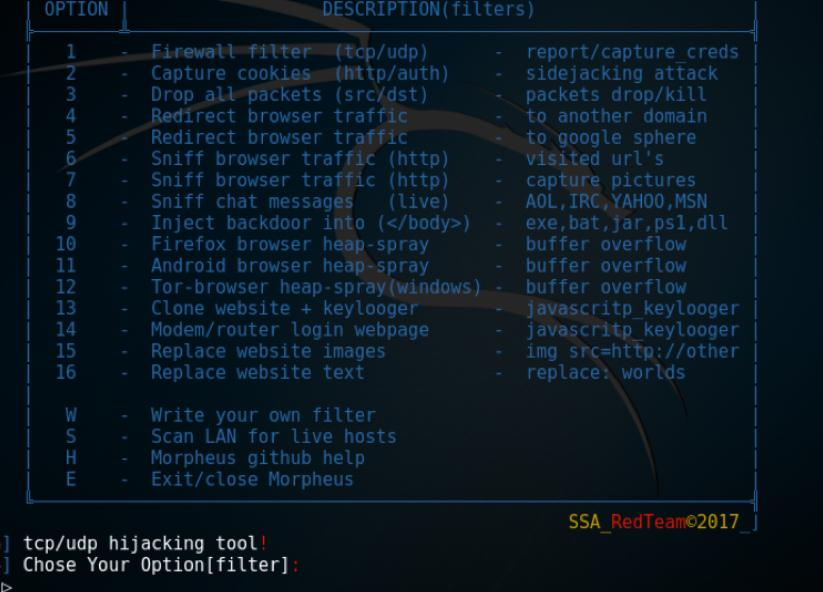 OPTION DESCRIPTION(filters)
1 - Firewall filter (tcp/udp) - report/capture_creds
2 - Capture cookies (http/auth) - sidejacking attack
3 - Drop all packets (src/dst) - packets drop/kill
4 - Redirect browser traffic - to another domain
5 - Redirect browser traffic - to google sphere
6 - Sniff browser traffic (http) - visited url's
7 - Sniff browser traffic (http) - capture pictures
8 - Sniff chat messages (live) - AOL,IRC,YAHOO,MSN
9 - Inject backdoor into (</body>) - exe,bat,jar,ps1,dll
10 - Firefox browser heap-spray - buffer overflow
11 - Android browser heap-spray - buffer overflow
12 - Tor-browser heap-spray(windows) - buffer overflow
13 - Clone website + keylooger - javascritp_keylooger
14 - Modem/router login webpage - javascritp_keylooger
15 - Replace website images - img src=http://other
16 - Replace website text - replace: worlds
W - Write your own filter
S - Scan LAN for live hosts
H - Morpheus github help
E - Exit/close Morpheus
SSA_RedTeam©2017_
] tcp/udp hijacking tool!
] Chose Your Option[filter]: